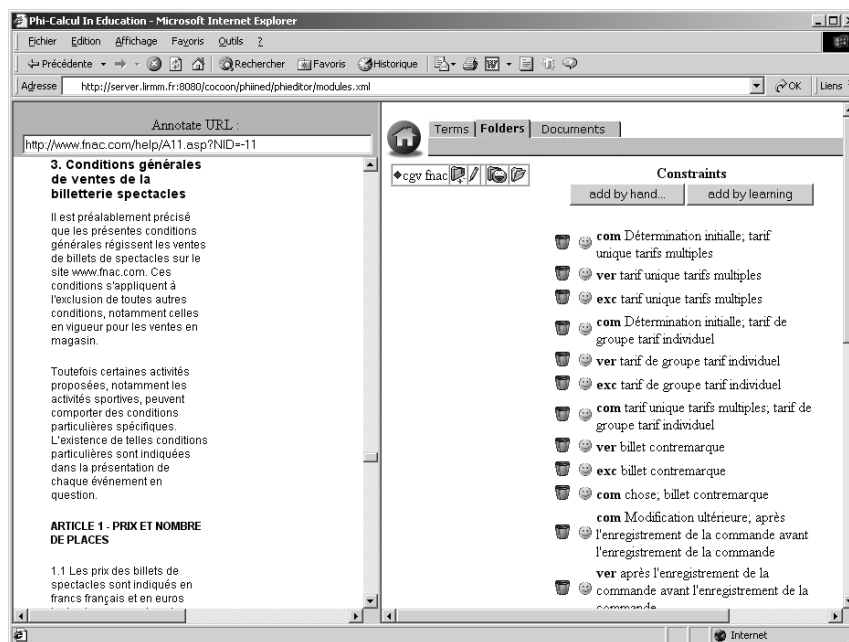 Phi-Calcul In Education - Microsoft Internet Explorer
Fichier Edition Affichage Favoris Outils ?
Précédente Rechercher Favoris Historique
Adresse http://server.lirmm.fr:8080/cocoon/phiined/phieditor/modules.xml OK Liens
Annotate URL :
http://www.fnac.com/help/A11.asp?NID=-11
3. Conditions générales
de ventes de la
billetterie spectacles
Il est préalablement précisé
que les présentes conditions
générales régissent les ventes
de billets de spectacles sur le
site www.fnac.com. Ces
conditions s'appliquent à
l'exclusion de toutes autres
conditions, notamment celles
en vigueur pour les ventes en
magasin.
Toutefois certaines activités
proposées, notamment les
activités sportives, peuvent
comporter des conditions
particulières spécifiques.
L'existence de telles conditions
particulières sont indiquées
dans la présentation de
chaque événement en
question.
ARTICLE 1 - PRIX ET NOMBRE
DE PLACES
1.1 Les prix des billets de
spectacles sont indiqués en
francs français et en euros
Terms Folders Documents
cgv fnac
Constraints
add by hand... add by learning
com Détermination initialle; tarif
unique tarifs multiples
ver tarif unique tarifs multiples
exc tarif unique tarifs multiples
com Détermination initialle; tarif de
groupe tarif individuel
ver tarif de groupe tarif individuel
exc tarif de groupe tarif individuel
com tarif unique tarifs multiples; tarif de
groupe tarif individuel
ver billet contremarque
exc billet contremarque
com chose; billet contremarque
com Modification ultérieure; après
l'enregistrement de la commande avant
l'enregistrement de la commande
ver après l'enregistrement de la
commande avant l'enregistrement de la
commande
Internet